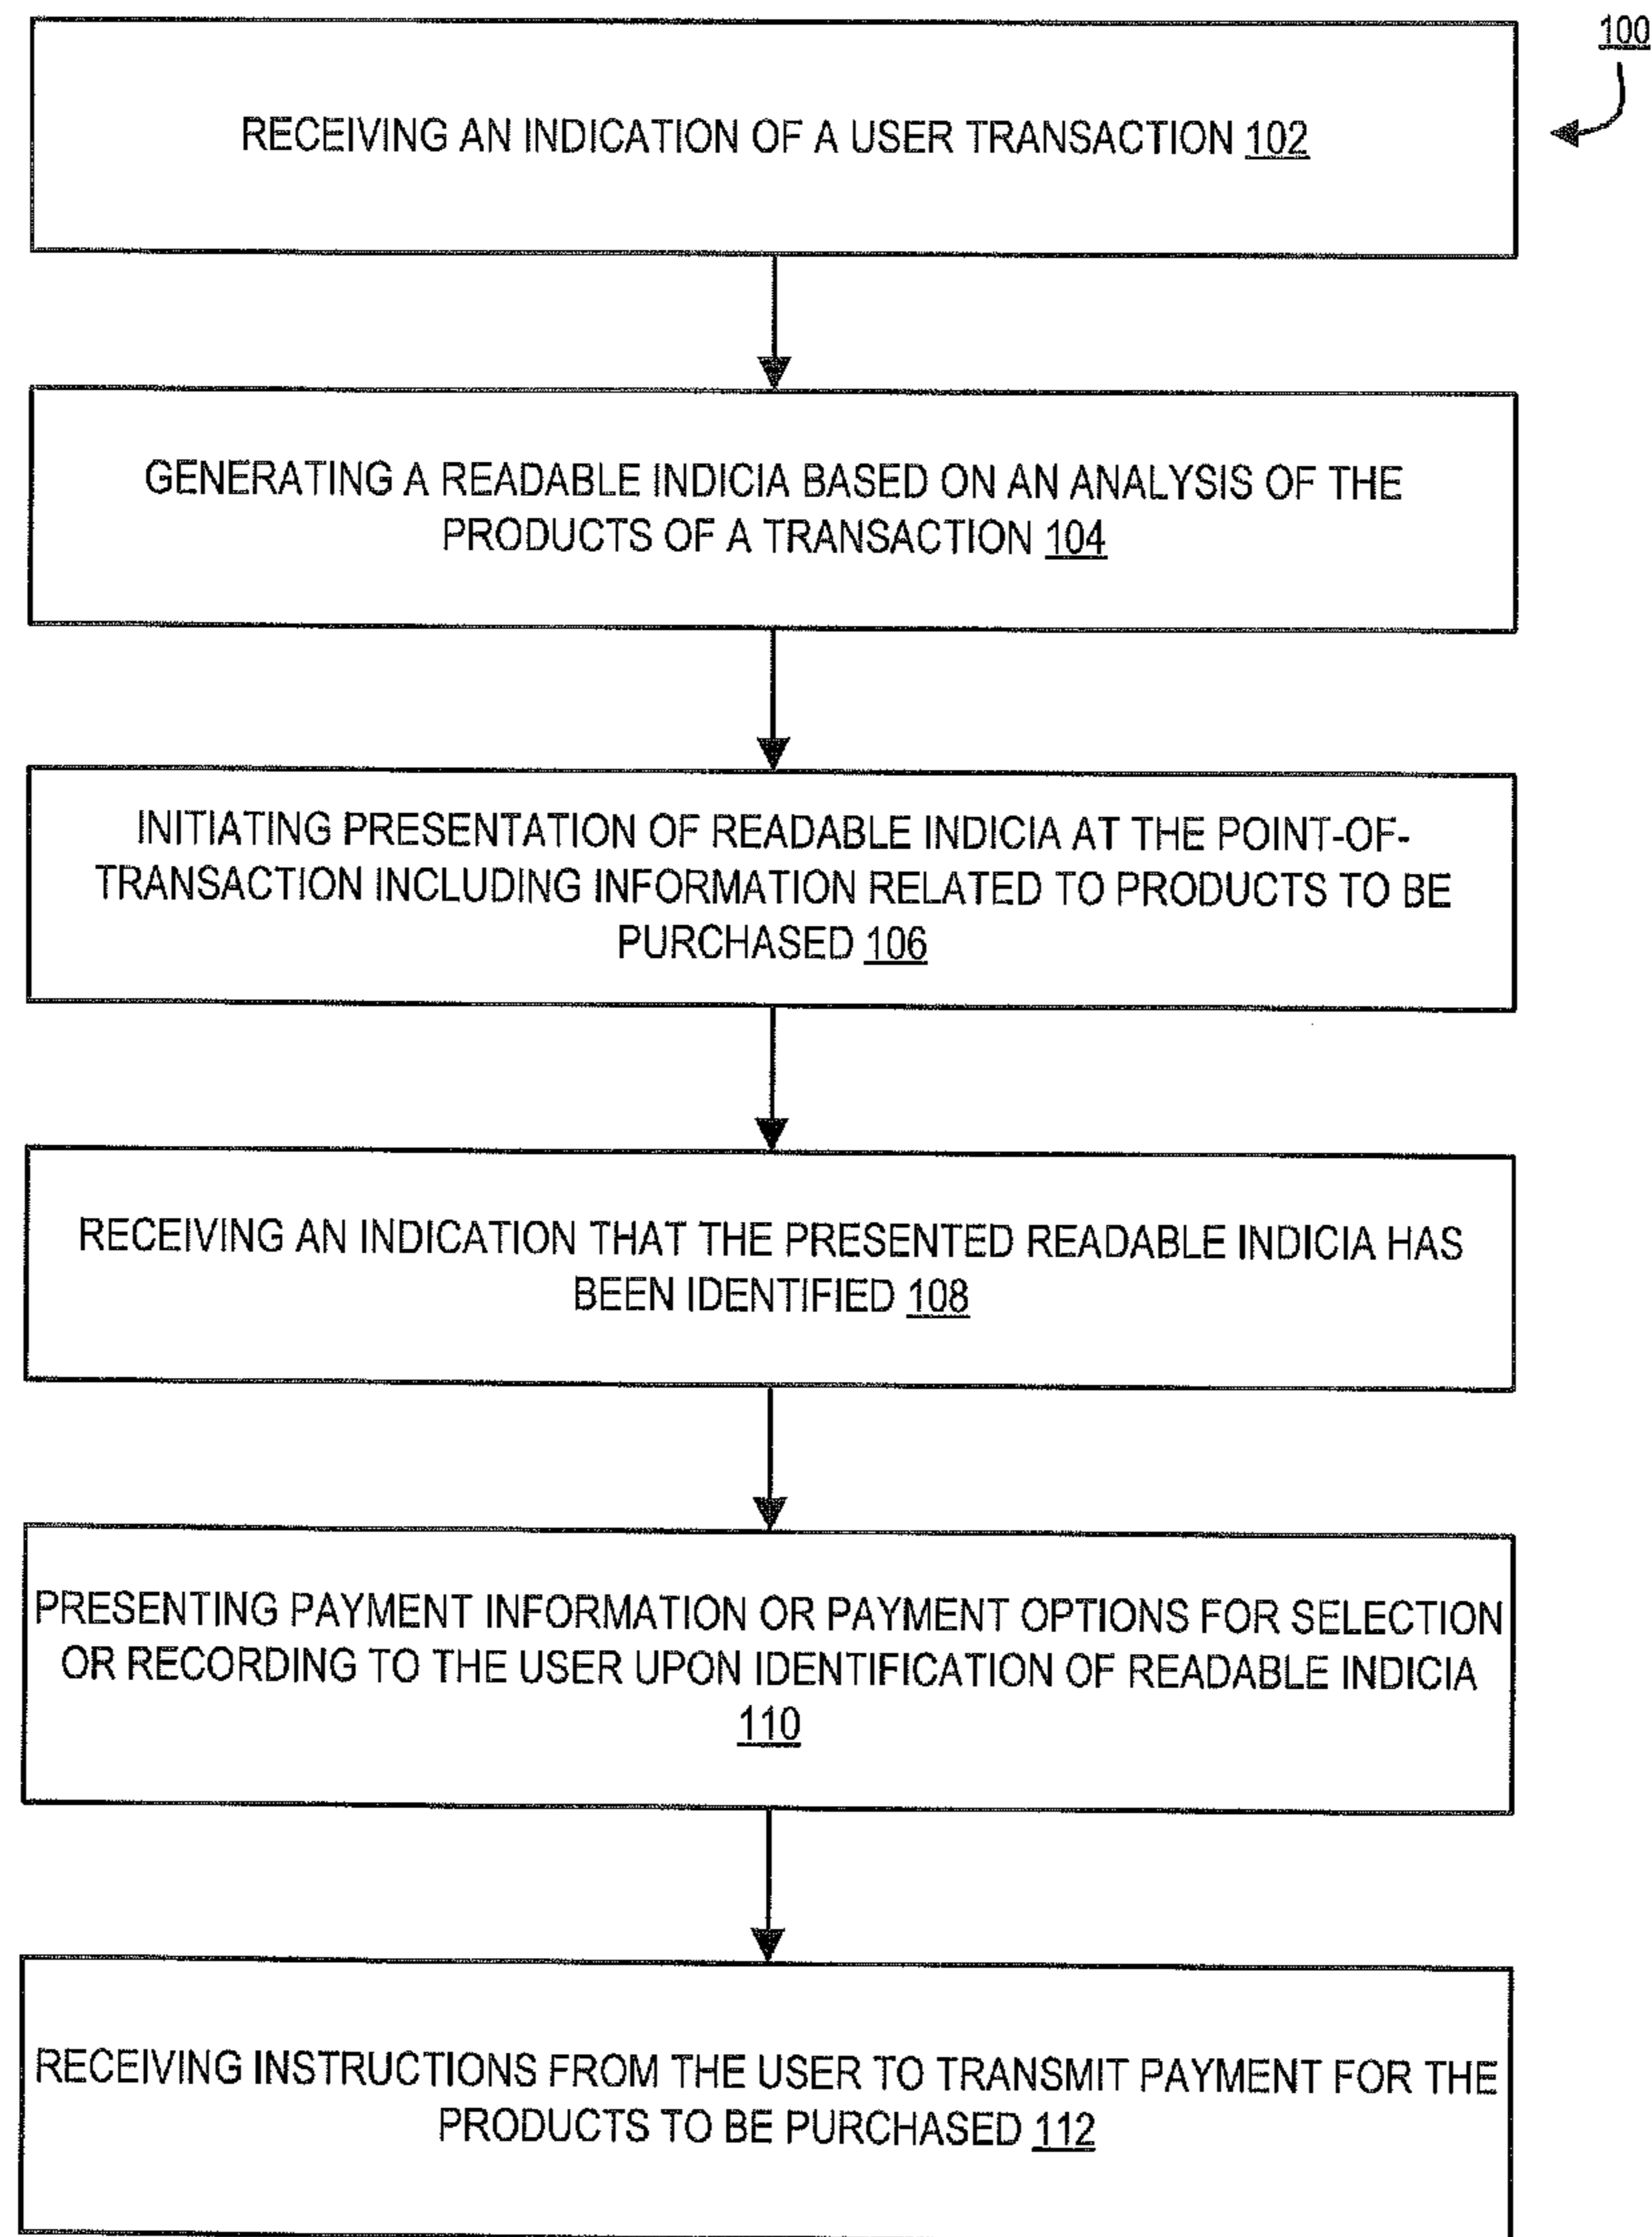 100
RECEIVING AN INDICATION OF A USER TRANSACTION 102
GENERATING A READABLE INDICIA BASED ON AN ANALYSIS OF THE
PRODUCTS OF A TRANSACTION 104
INITIATING PRESENTATION OF READABLE INDICIA AT THE POINT-OF-
TRANSACTION INCLUDING INFORMATION RELATED TO PRODUCTS TO BE
PURCHASED 106
RECEIVING AN INDICATION THAT THE PRESENTED READABLE INDICIA HAS
BEEN IDENTIFIED 108
PRESENTING PAYMENT INFORMATION OR PAYMENT OPTIONS FOR SELECTION
OR RECORDING TO THE USER UPON IDENTIFICATION OF READABLE INDICIA
110
RECEIVING INSTRUCTIONS FROM THE USER TO TRANSMIT PAYMENT FOR THE
PRODUCTS TO BE PURCHASED 112